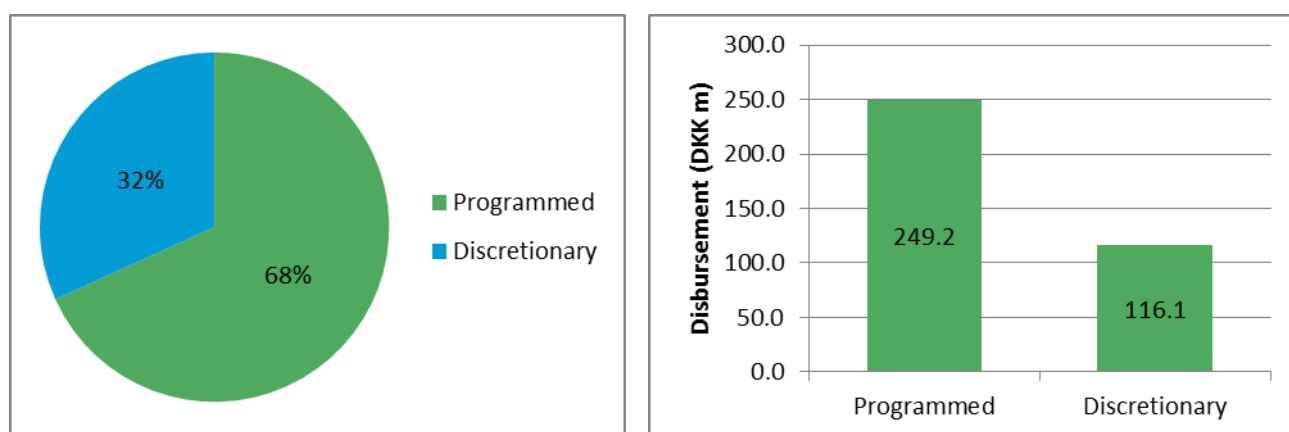 32%
68%
Programmed
Discretionary
Disbursement (DKK m)
300.0
250.0
200.0
150.0
100.0
50.0
0.0
249.2
116.1
Programmed
Discretionary